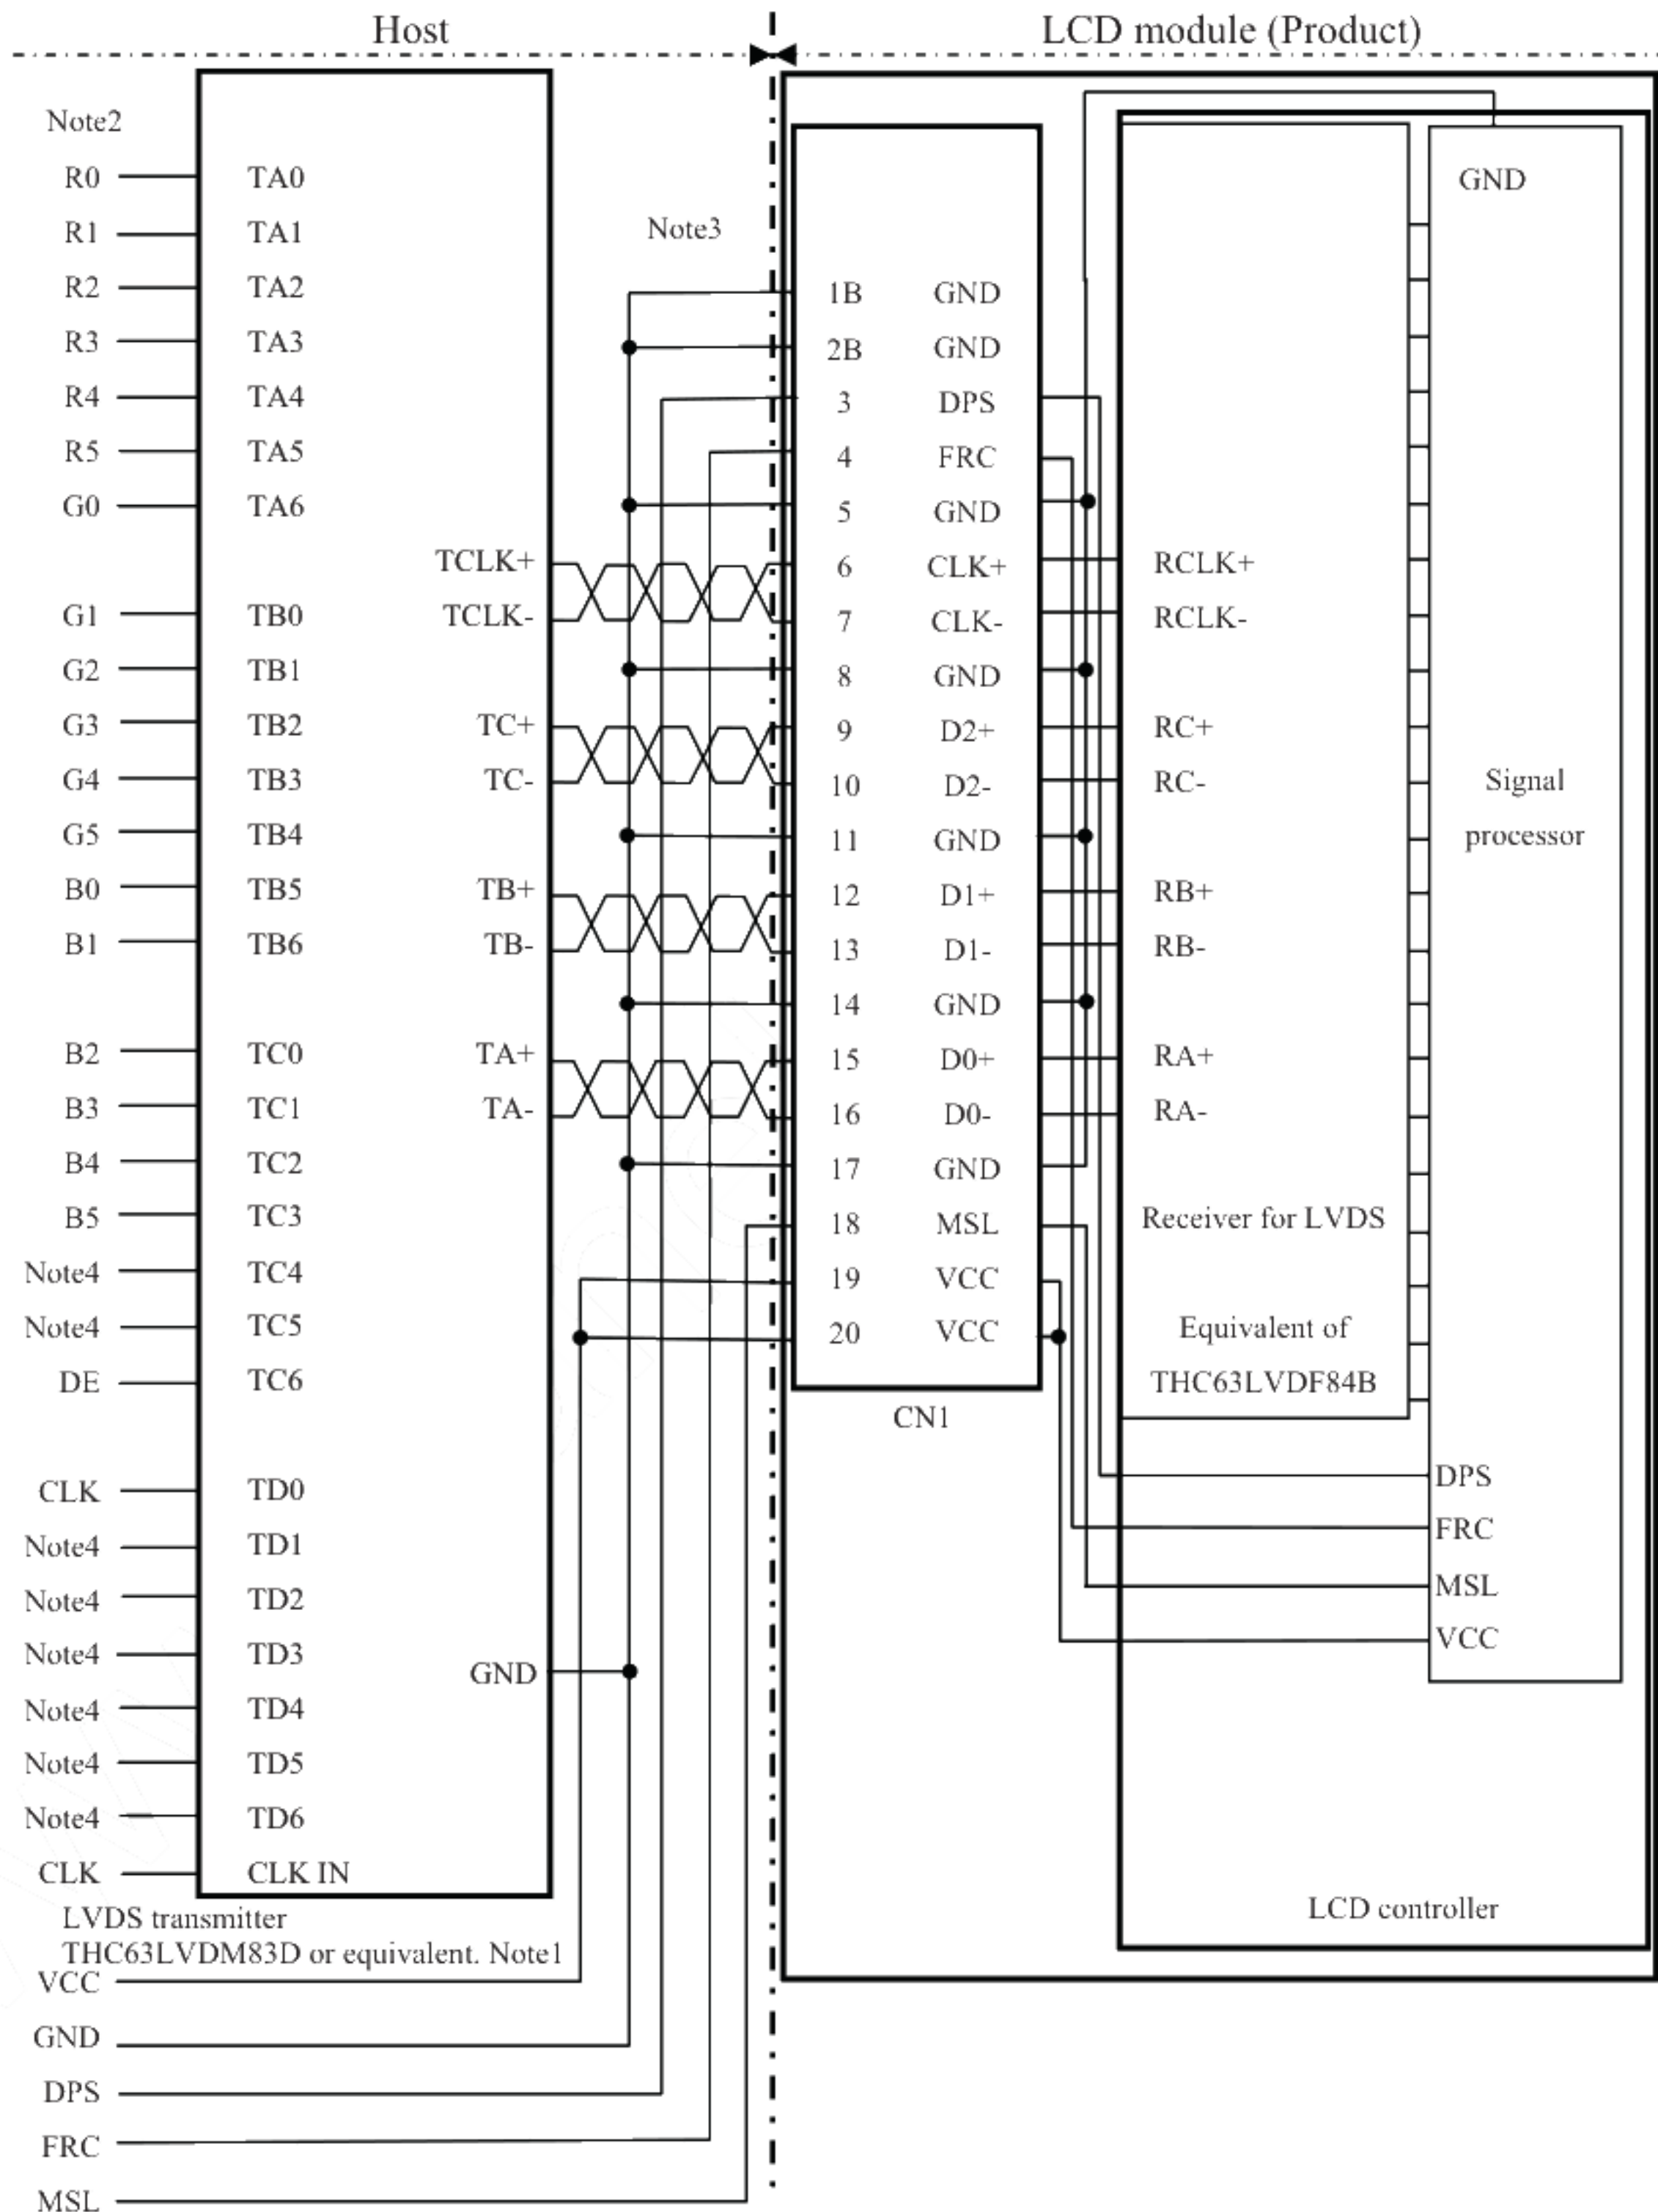 Host
LCD module (Product)
Note2
R0 TA0
R1 TA1
R2 TA2
R3 TA3
R4 TA4
R5 TA5
G0 TA6
G1 TB0
G2 TB1
G3 TB2
G4 TB3
G5 TB4
B0 TB5
B1 TB6
B2 TC0
B3 TC1
B4 TC2
B5 TC3
Note4 TC4
Note4 TC5
DE TC6
CLK TD0
Note4 TD1
Note4 TD2
Note4 TD3
Note4 TD4
Note4 TD5
Note4 TD6
CLK CLK IN
TCLK+
TCLK-
TC+
TC-
TB+
TB-
TA+
TA-
GND
LVDS transmitter
THC63LVDM83D or equivalent. Note1
VCC
GND
DPS
FRC
MSL
Note3
1B GND
2B GND
3 DPS
4 FRC
5 GND
6 CLK+
7 CLK-
8 GND
9 D2+
10 D2-
11 GND
12 D1+
13 D1-
14 GND
15 D0+
16 D0-
17 GND
18 MSL
19 VCC
20 VCC
CN1
RCLK+
RCLK-
RC+
RC-
RB+
RB-
RA+
RA-
Receiver for LVDS
Equivalent of
THC63LVDF84B
GND
Signal
processor
DPS
FRC
MSL
VCC
LCD controller